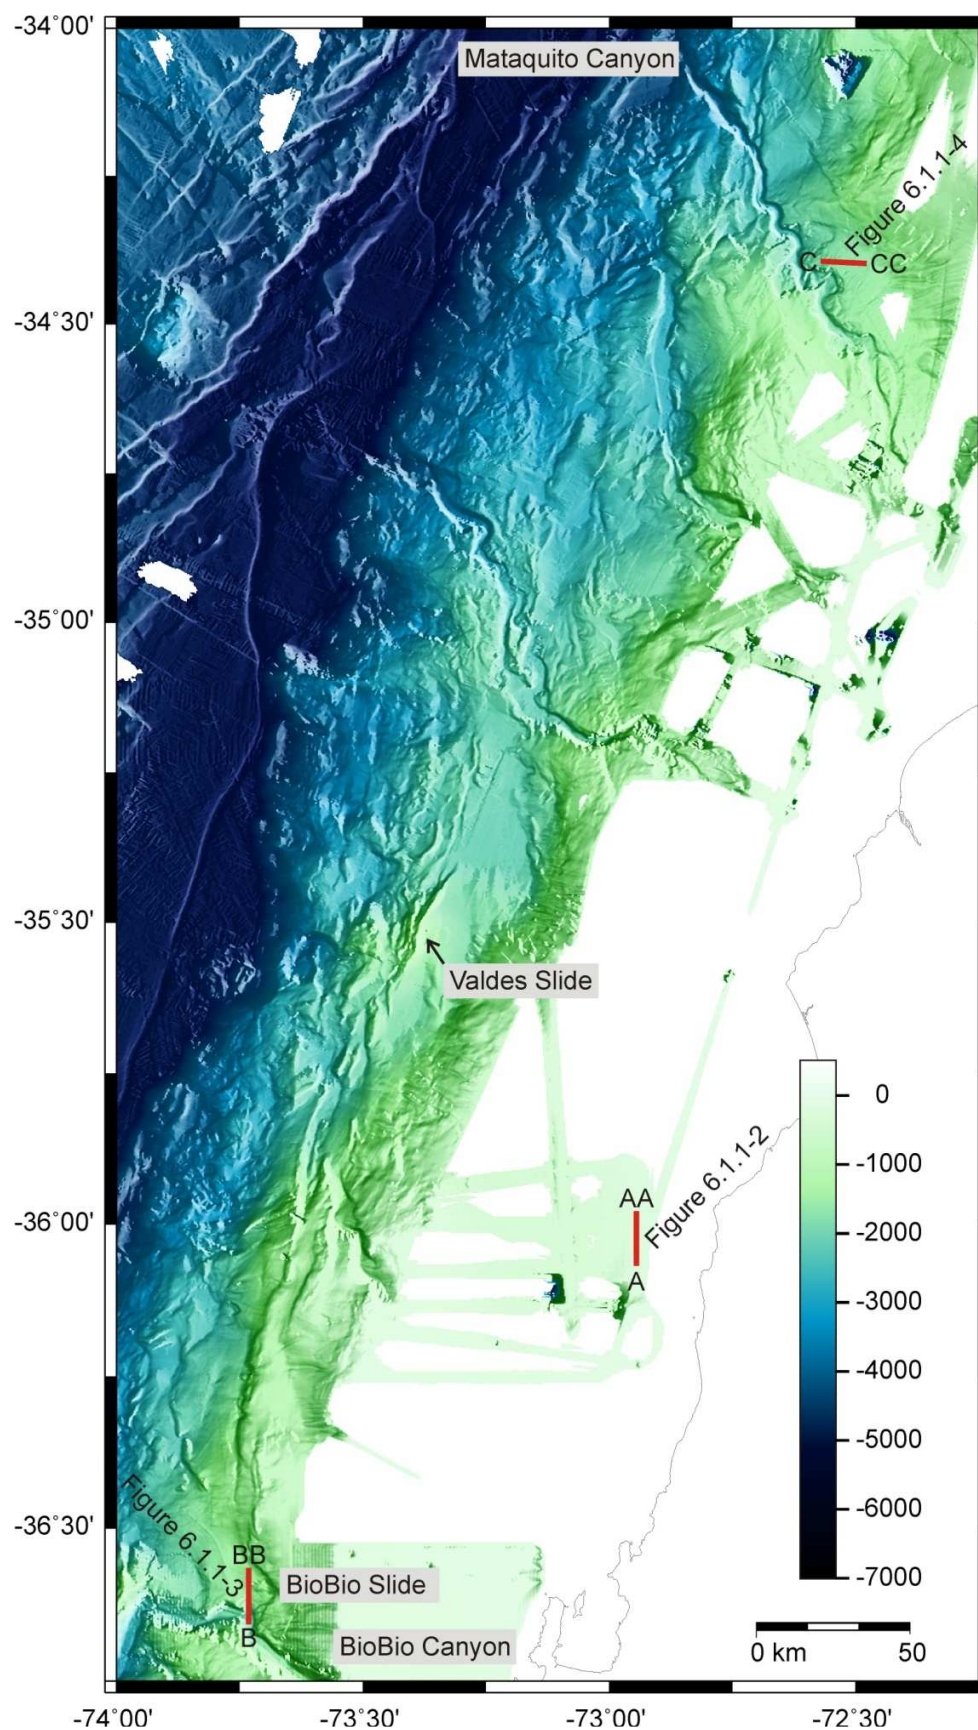 -34°00'
Mataquito Canyon
Figure 6.1.1-4
C
CC
-34°30'
-35°00'
-35°30'
Valdes Slide
0
-1000
-2000
-3000
-4000
-5000
-6000
-7000
Figure 6.1.1-2
AA
A
-36°00'
-36°30'
Figure 6.1.1-3
BB
B
BioBio Slide
BioBio Canyon
0 km 50
-74°00' -73°30' -73°00' -72°30'